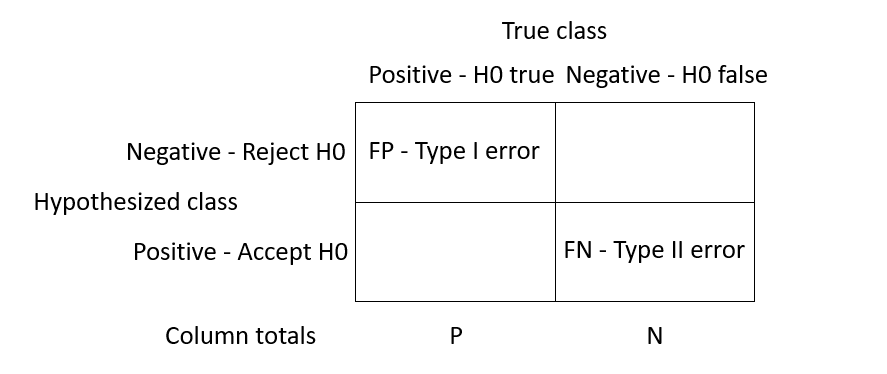 True class
Positive - H0 true Negative - H0 false
Negative - Reject H0 FP - Type I error
Hypothesized class
Positive - Accept H0 FN - Type II error
Column totals P N